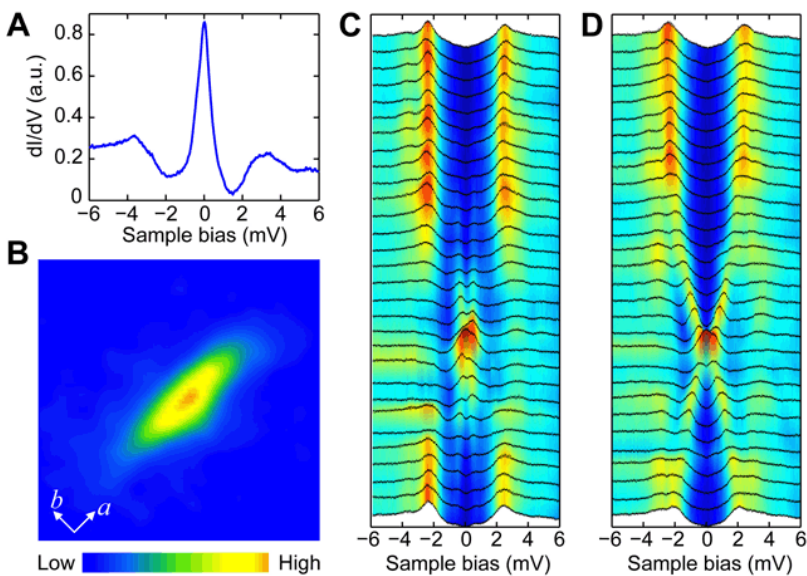 A
C
D
dI/dV (a.u.)
0.8
0.6
0.4
0.2
0
−6 −4 −2 0 2 4 6
Sample bias (mV)
B
b a
Low High
−6 −4 −2 0 2 4 6
Sample bias (mV)
−6 −4 −2 0 2 4 6
Sample bias (mV)